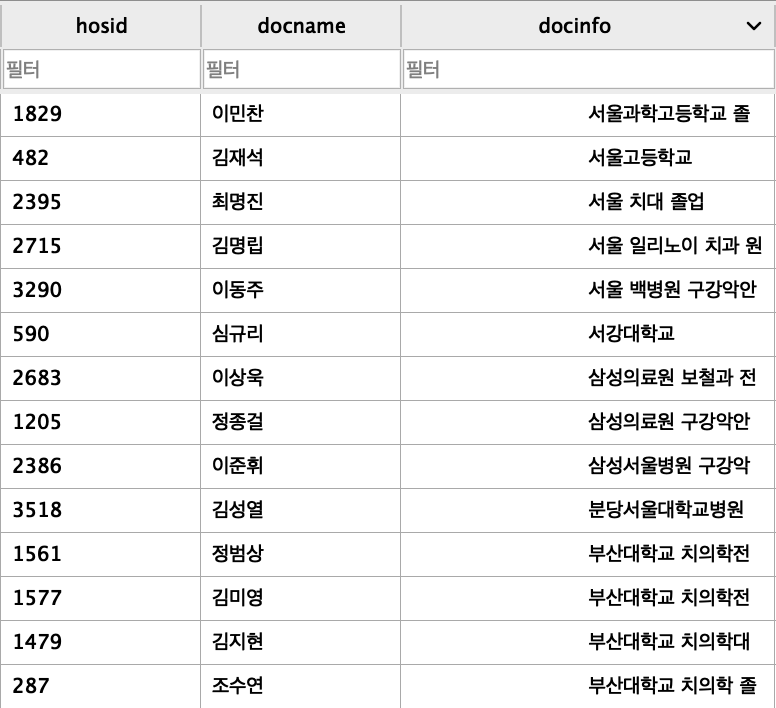 hosid docname docinfo
필터 필터 필터
1829 이민찬 서울과학고등학교 졸
482 김재석 서울고등학교
2395 최명진 서울 치대 졸업
2715 김명립 서울 일리노이 치과 원
3290 이동주 서울 백병원 구강악안
590 심규리 서강대학교
2683 이상욱 삼성의료원 보철과 전
1205 정종걸 삼성의료원 구강악안
2386 이준휘 삼성서울병원 구강악
3518 김성열 분당서울대학교병원
1561 정범상 부산대학교 치의학전
1577 김미영 부산대학교 치의학전
1479 김지현 부산대학교 치의학대
287 조수연 부산대학교 치의학 졸